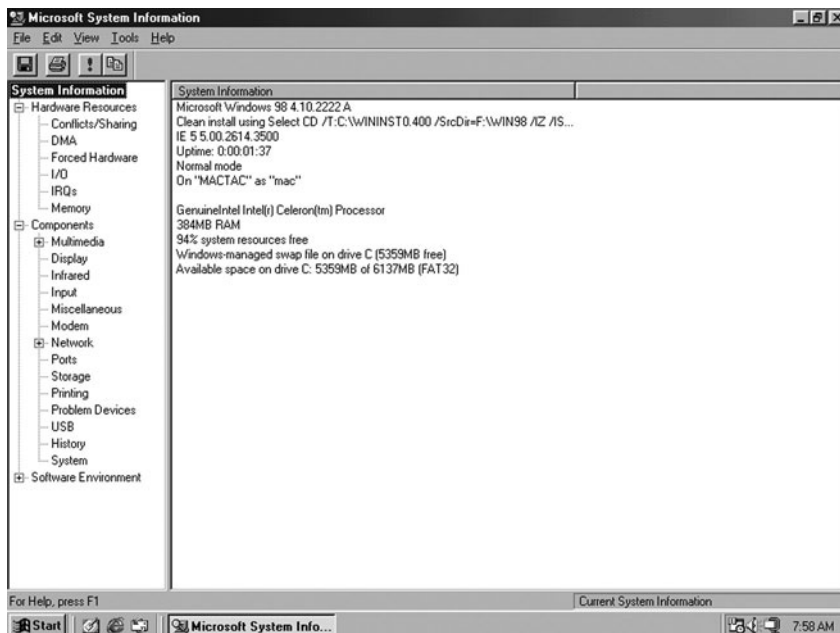 Microsoft System Information
File Edit View Tools Help
System Information
Hardware Resources
Conflicts/Sharing
DMA
Forced Hardware
I/O
IRQs
Memory
Components
Multimedia
Display
Infrared
Input
Miscellaneous
Modem
Network
Ports
Storage
Printing
Problem Devices
USB
History
System
Software Environment
System Information
Microsoft Windows 98 4.10.2222 A
Clean install using Select CD /T:C:\WININST0.400 /SrcDir=F:\WIN98 /IZ /IS...
IE 5 5.00.2614.3500
Uptime: 0:00:01:37
Normal mode
On "MACTAC" as "mac"
GenuineIntel Intel(r) Celeron(tm) Processor
384MB RAM
94% system resources free
Windows-managed swap file on drive C (5359MB free)
Available space on drive C: 5359MB of 6137MB (FAT32)
For Help, press F1
Current System Information
Start
Microsoft System Info...
7:58 AM